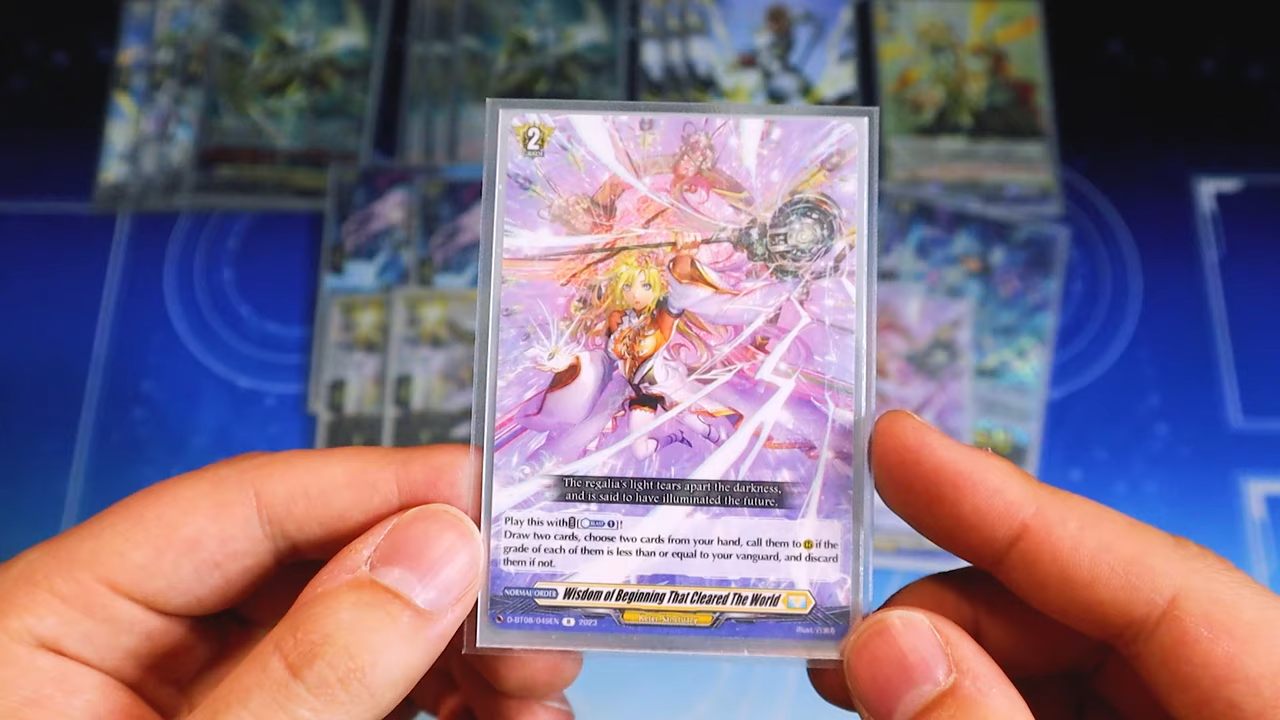 2
The regalia's light tears apart the darkness,
and is said to have illuminated the future.
Play this with [BLAST 1]!
Draw two cards, choose two cards from your hand, call them to R if the
grade of each of them is less than or equal to your vanguard, and discard
them if not.
NORMAL ORDER Wisdom of Beginning That Cleared The World
Keter Sanctuary
D-BT08/049EN R 2023